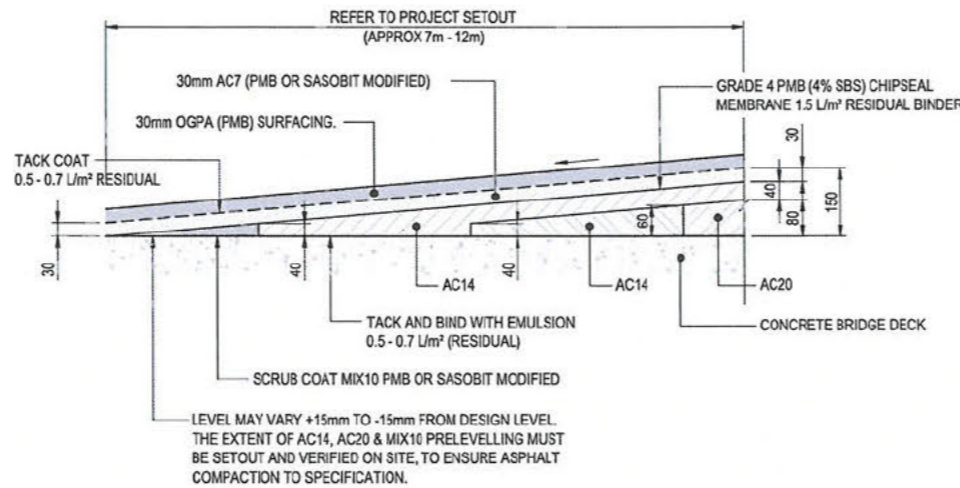 REFER TO PROJECT SETOUT
(APPROX 7m - 12m)
30mm AC7 (PMB OR SASOBIT MODIFIED)
GRADE 4 PMB (4% SBS) CHIPSEAL
MEMBRANE 1.5 L/m² RESIDUAL BINDER
30mm OGPA (PMB) SURFACING.
TACK COAT
0.5 - 0.7 L/m² RESIDUAL
30
40
80
150
60
30
40
40
AC14
AC14
AC20
TACK AND BIND WITH EMULSION
0.5 - 0.7 L/m² (RESIDUAL)
CONCRETE BRIDGE DECK
SCRUB COAT MIX10 PMB OR SASOBIT MODIFIED
LEVEL MAY VARY +15mm TO -15mm FROM DESIGN LEVEL.
THE EXTENT OF AC14, AC20 & MIX10 PRELEVELLING MUST
BE SETOUT AND VERIFIED ON SITE, TO ENSURE ASPHALT
COMPACTION TO SPECIFICATION.